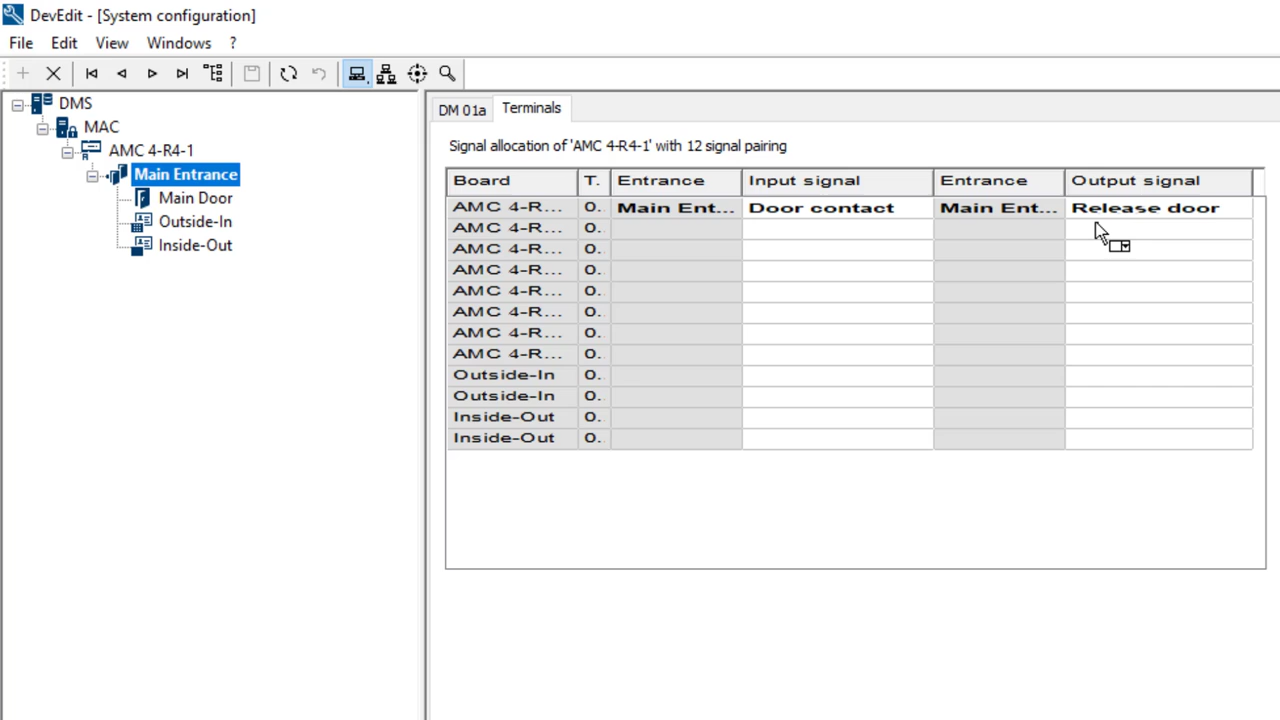 DevEdit - [System configuration]
File Edit View Windows ?
DMS
MAC
AMC 4-R4-1
Main Entrance
Main Door
Outside-In
Inside-Out
DM 01a Terminals
Signal allocation of 'AMC 4-R4-1' with 12 signal pairing
Board T. Entrance Input signal Entrance Output signal
AMC 4-R... 0. Main Ent... Door contact Main Ent... Release door
AMC 4-R... 0.
AMC 4-R... 0.
AMC 4-R... 0.
AMC 4-R... 0.
AMC 4-R... 0.
AMC 4-R... 0.
AMC 4-R... 0.
Outside-In 0.
Outside-In 0.
Inside-Out 0.
Inside-Out 0.